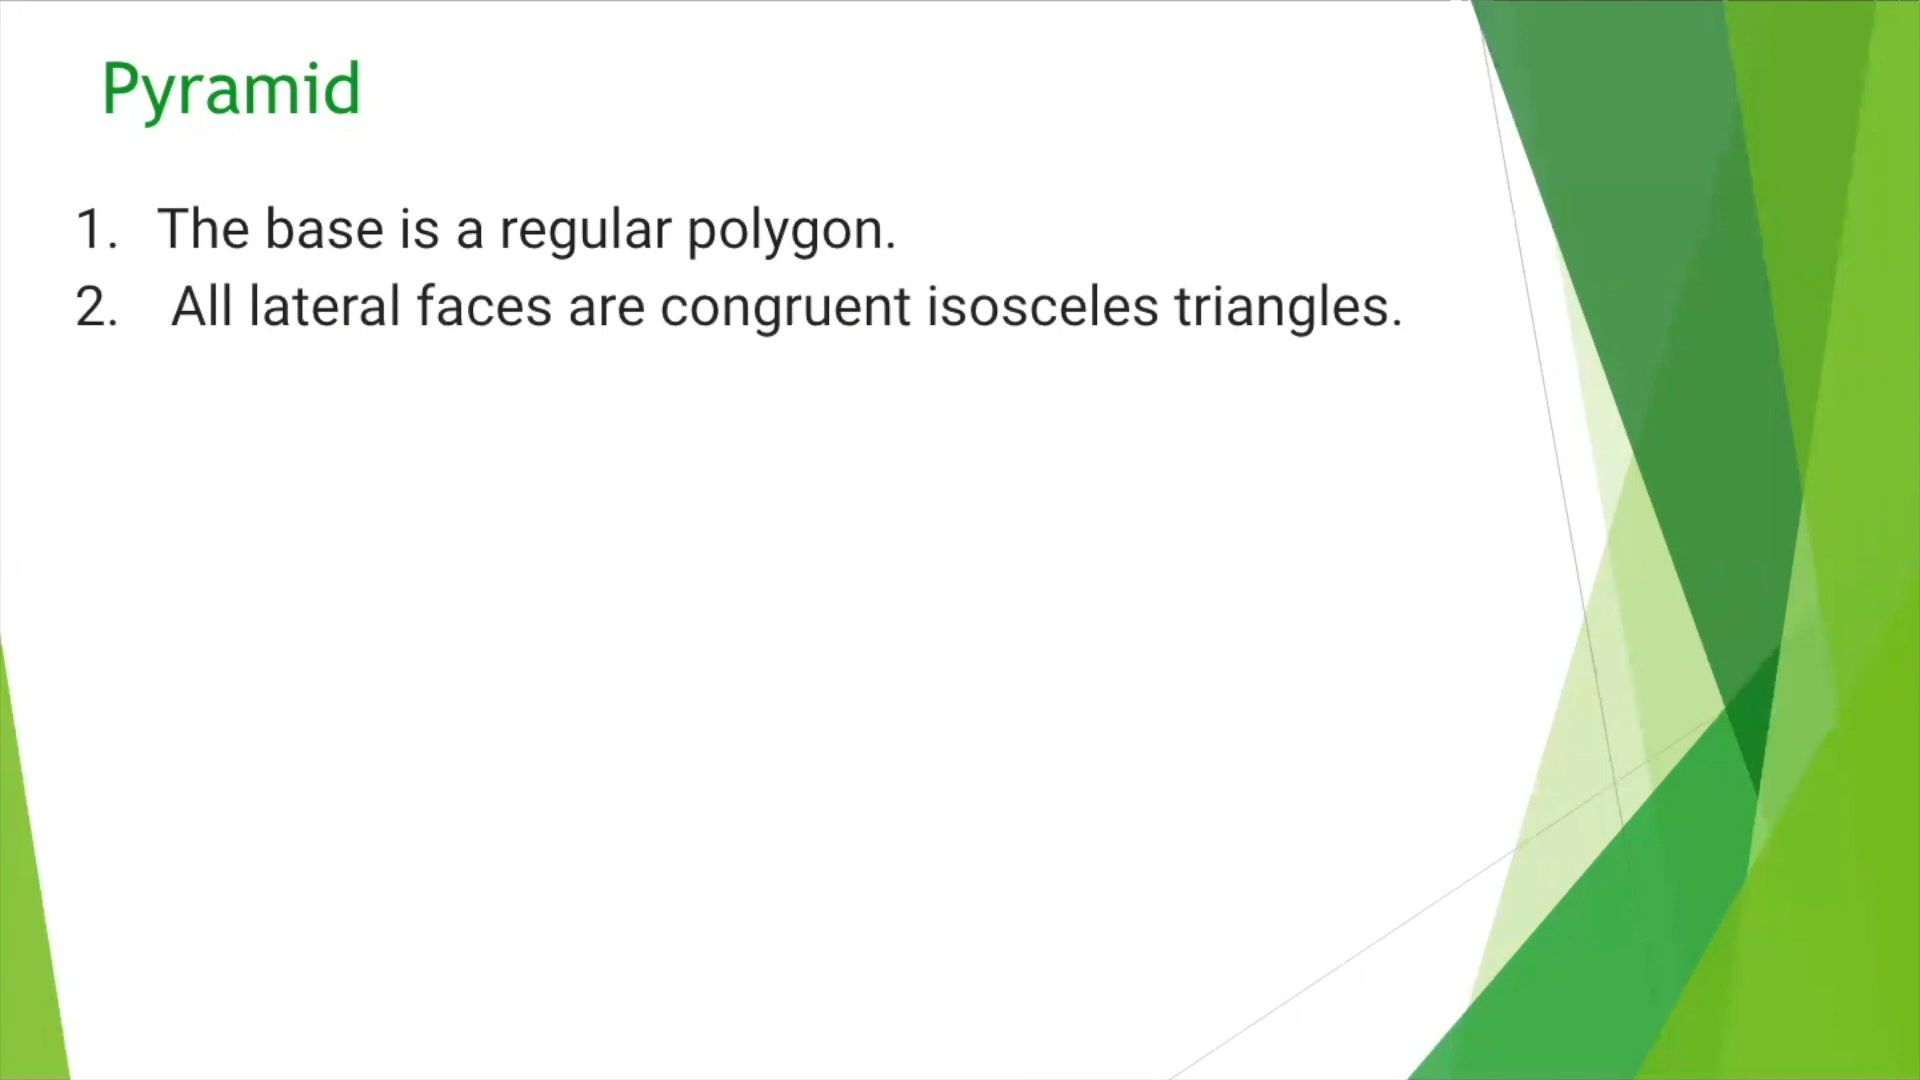 Pyramid
1. The base is a regular polygon.
2. All lateral faces are congruent isosceles triangles.